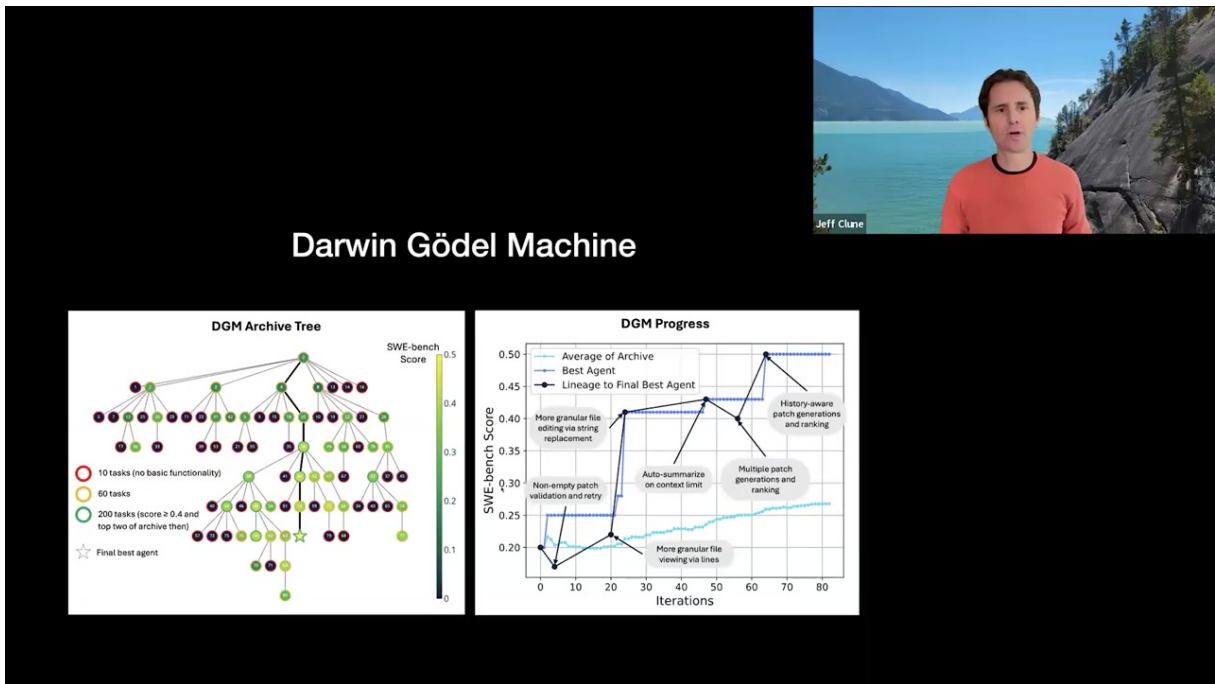 Jeff Clune
Darwin Gödel Machine
DGM Archive Tree
SWE-bench
Score
0.5
0.4
0.3
0.2
0.1
0
10 tasks (no basic functionality)
60 tasks
200 tasks (score ≥ 0.4 and
top two of archive then)
Final best agent
DGM Progress
Average of Archive
Best Agent
Lineage to Final Best Agent
SWE-bench Score
0.50
0.45
0.40
0.35
0.30
0.25
0.20
More granular file
editing via string
replacement
Non-empty patch
validation and retry
Auto-summarize
on context limit
Multiple patch
generations and
ranking
History-aware
patch generations
and ranking
More granular file
viewing via lines
0 10 20 30 40 50 60 70 80
Iterations